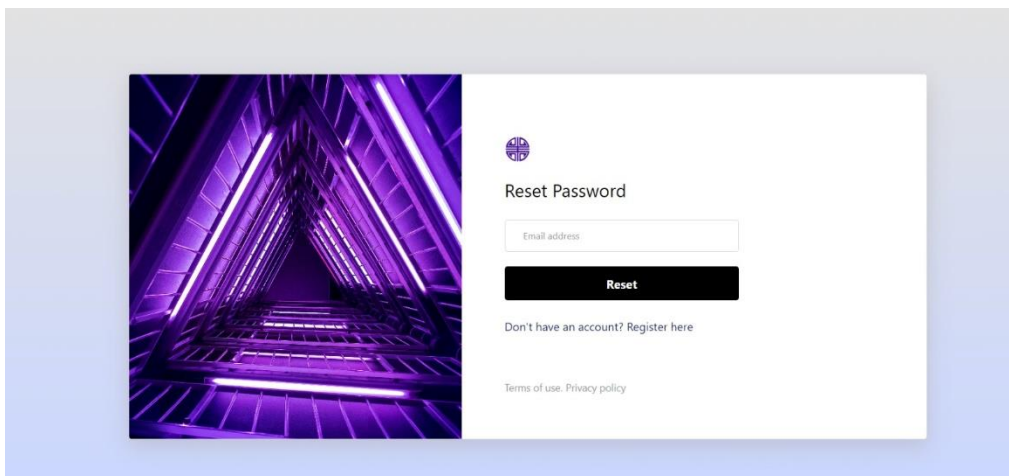 Reset Password
Email address
Reset
Don't have an account? Register here
Terms of use. Privacy policy